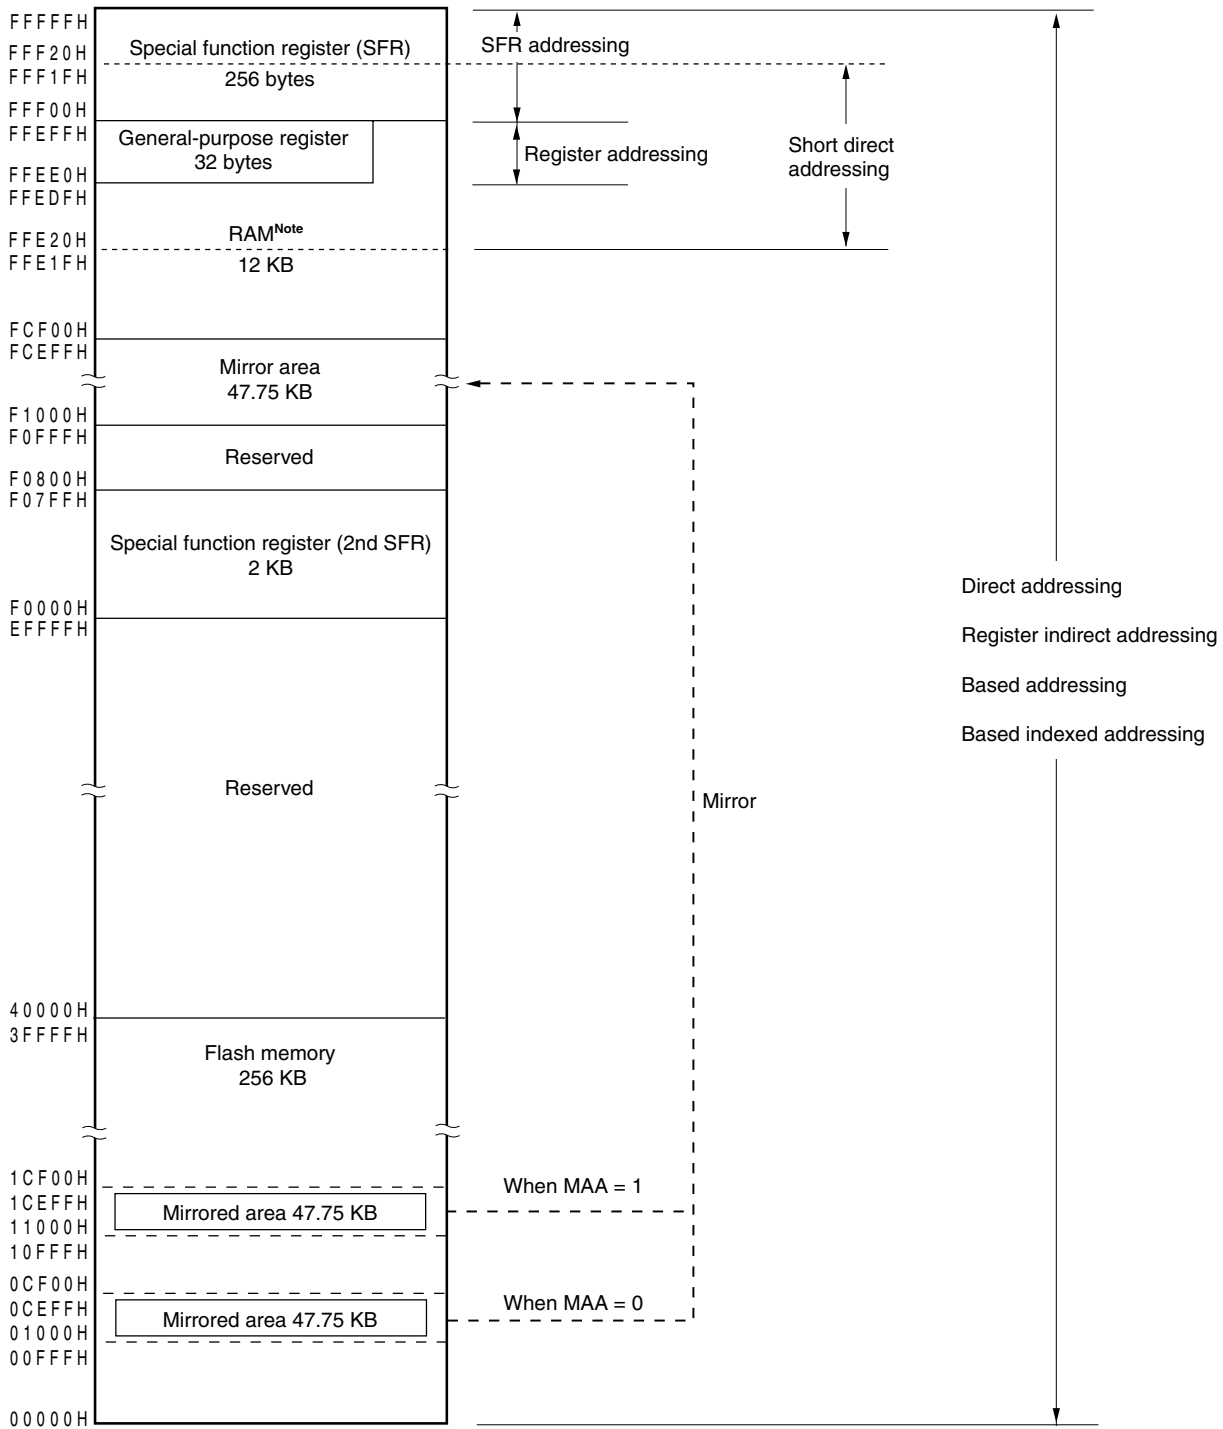 FFFFFH
FFF20H
FFF1FH
FFF00H
FFEFFH
FFEE0H
FFEDFH
FFE20H
FFE1FH
FCF00H
FCEFFH
F1000H
F0FFFH
F0800H
F07FFH
F0000H
EFFFFH
40000H
3FFFFH
1CF00H
1CEFFH
11000H
10FFFH
0CF00H
0CEFFH
01000H
00FFFH
00000H
Special function register (SFR)
256 bytes
General-purpose register
32 bytes
RAMNote
12 KB
Mirror area
47.75 KB
Reserved
Special function register (2nd SFR)
2 KB
Reserved
Flash memory
256 KB
Mirrored area 47.75 KB
Mirrored area 47.75 KB
SFR addressing
Register addressing
Short direct
addressing
Mirror
When MAA = 1
When MAA = 0
Direct addressing
Register indirect addressing
Based addressing
Based indexed addressing